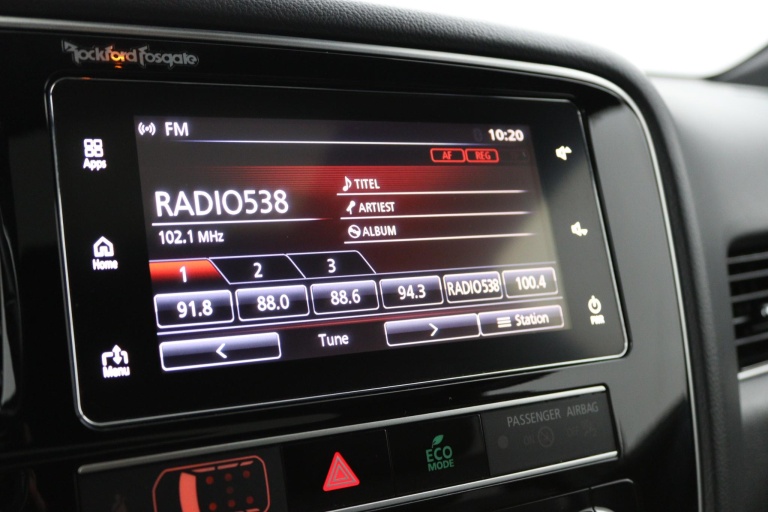 Rockford Fosgate
FM
10:20
AF REG
Apps
RADIO538
TITEL
102.1 MHz
ARTIEST
ALBUM
Home
1 2 3
91.8 88.0 88.6 94.3 RADIO538 100.4
< Tune > Station
PWR
Menu
PASSENGER AIRBAG
ECO
MODE